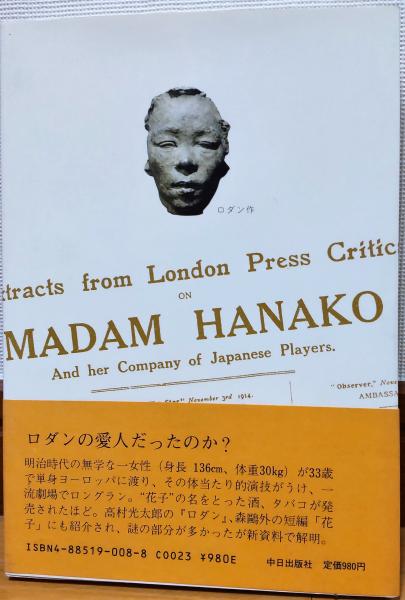 ロダン作
xtracts from London Press Critic
ON
MADAM HANAKO
And her Company of Japanese Players.
November 3rd 1914.
"Observer," Nove
AMBASSA
ロダンの愛人だったのか?
明治時代の無学な一女性(身長 136cm、体重30kg)が33歳
で単身ヨーロッパに渡り、その体当たり的演技がうけ、一
流劇場でロングラン。“花子”の名をとった酒、タバコが発
売されたほど。高村光太郎の『ロダン』、森鷗外の短編「花
子」にも紹介され、謎の部分が多かったが新資料で解明。
ISBN4-88519-008-8 C0023 ¥980E
中日出版社 定価980円